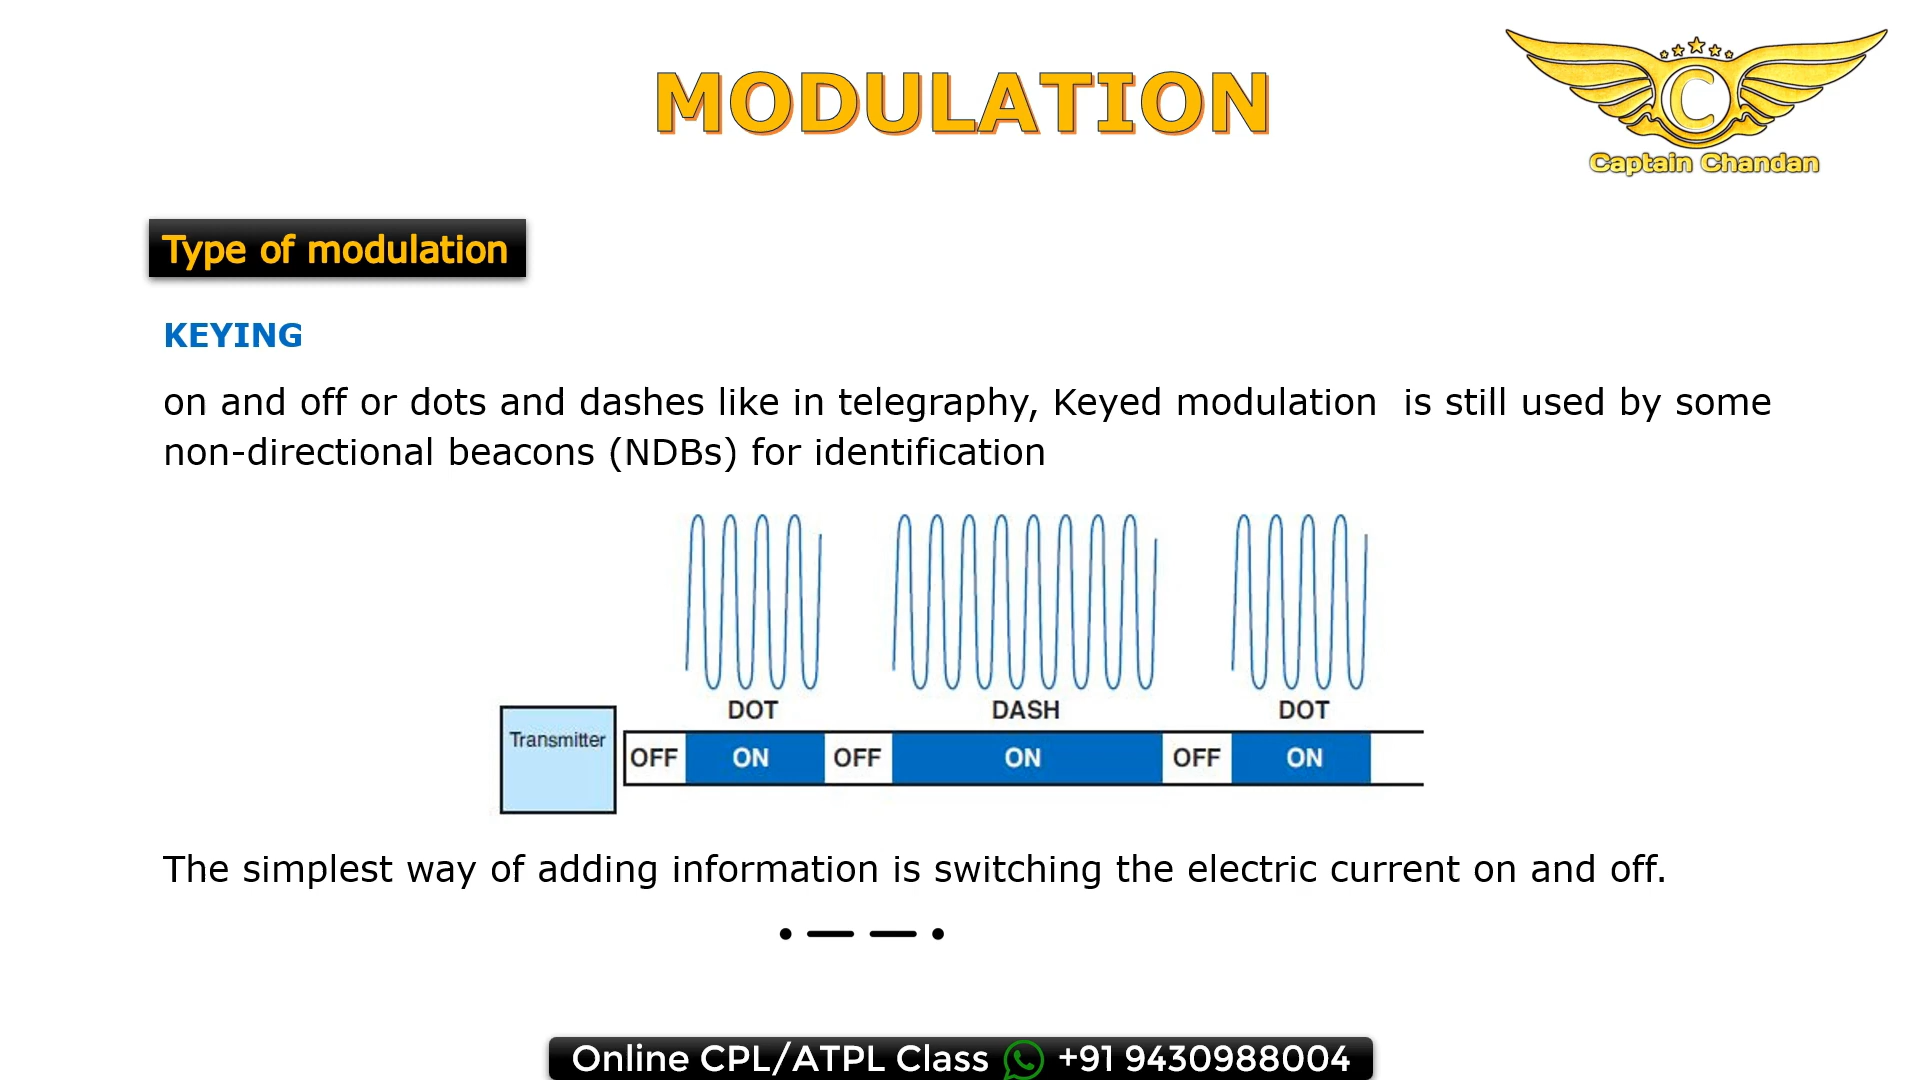 MODULATION
C
Captain Chandan
Type of modulation
KEYING
on and off or dots and dashes like in telegraphy, Keyed modulation is still used by some
non-directional beacons (NDBs) for identification
DOT DASH DOT
Transmitter
OFF ON OFF ON OFF ON
The simplest way of adding information is switching the electric current on and off.
• — — •
Online CPL/ATPL Class +91 9430988004